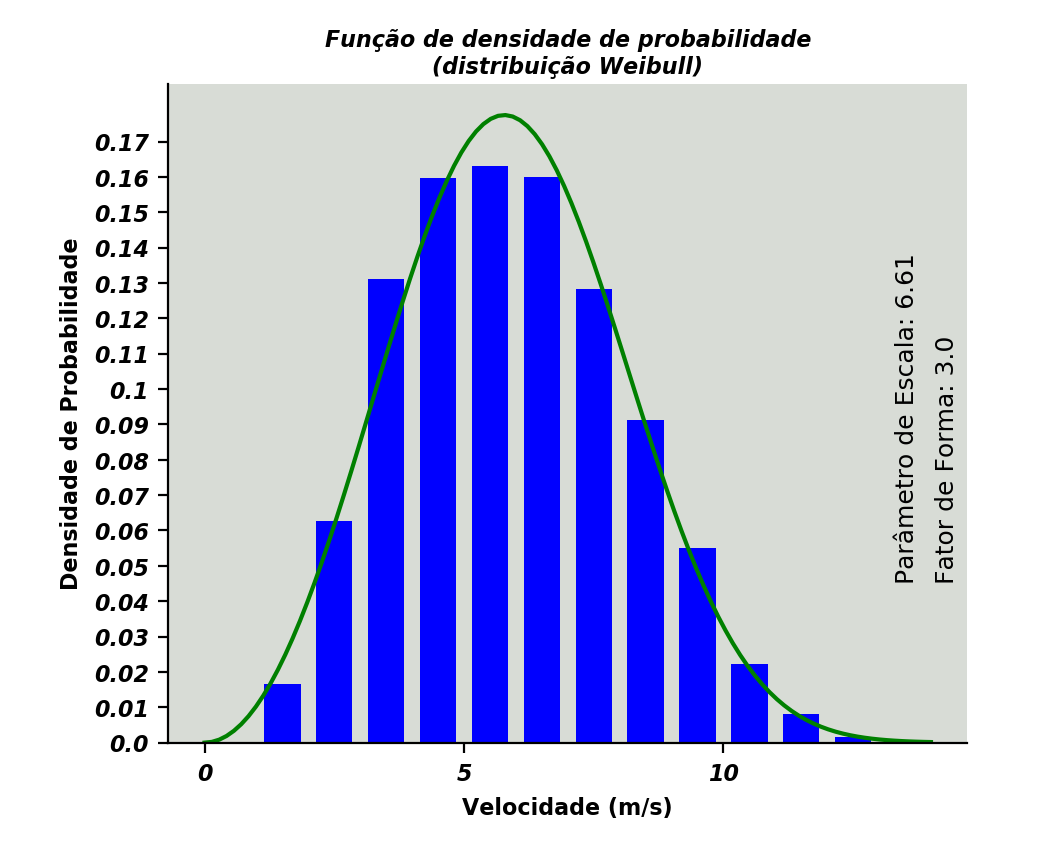 Função de densidade de probabilidade
(distribuição Weibull)
Densidade de Probabilidade
0.17
0.16
0.15
0.14
0.13
0.12
0.11
0.1
0.09
0.08
0.07
0.06
0.05
0.04
0.03
0.02
0.01
0.0
Parâmetro de Escala: 6.61
Fator de Forma: 3.0
0 5 10
Velocidade (m/s)